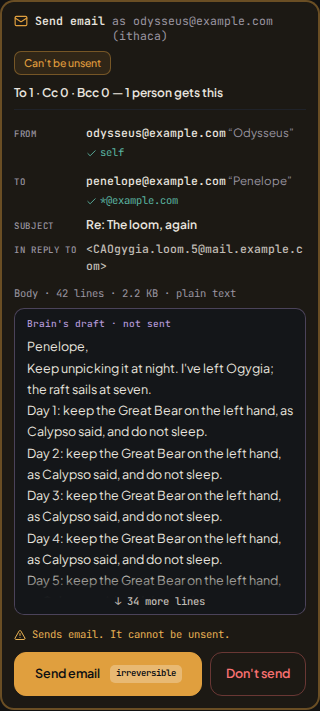 Send email as odysseus@example.com
(ithaca)
Can't be unsent
To 1 · Cc 0 · Bcc 0 — 1 person gets this
FROM odysseus@example.com “Odysseus”
✓ self
TO penelope@example.com “Penelope”
✓ *@example.com
SUBJECT Re: The loom, again
IN REPLY TO <CAOgygia.loom.5@mail.example.c
om>
Body · 42 lines · 2.2 KB · plain text
Brain's draft · not sent
Penelope,
Keep unpicking it at night. I've left Ogygia;
the raft sails at seven.
Day 1: keep the Great Bear on the left hand, as
Calypso said, and do not sleep.
Day 2: keep the Great Bear on the left hand,
as Calypso said, and do not sleep.
Day 3: keep the Great Bear on the left hand,
as Calypso said, and do not sleep.
Day 4: keep the Great Bear on the left hand,
as Calypso said, and do not sleep.
Day 5: keep the Great Bear on the left hand,
↓ 34 more lines
Sends email. It cannot be unsent.
Send email irreversible Don't send